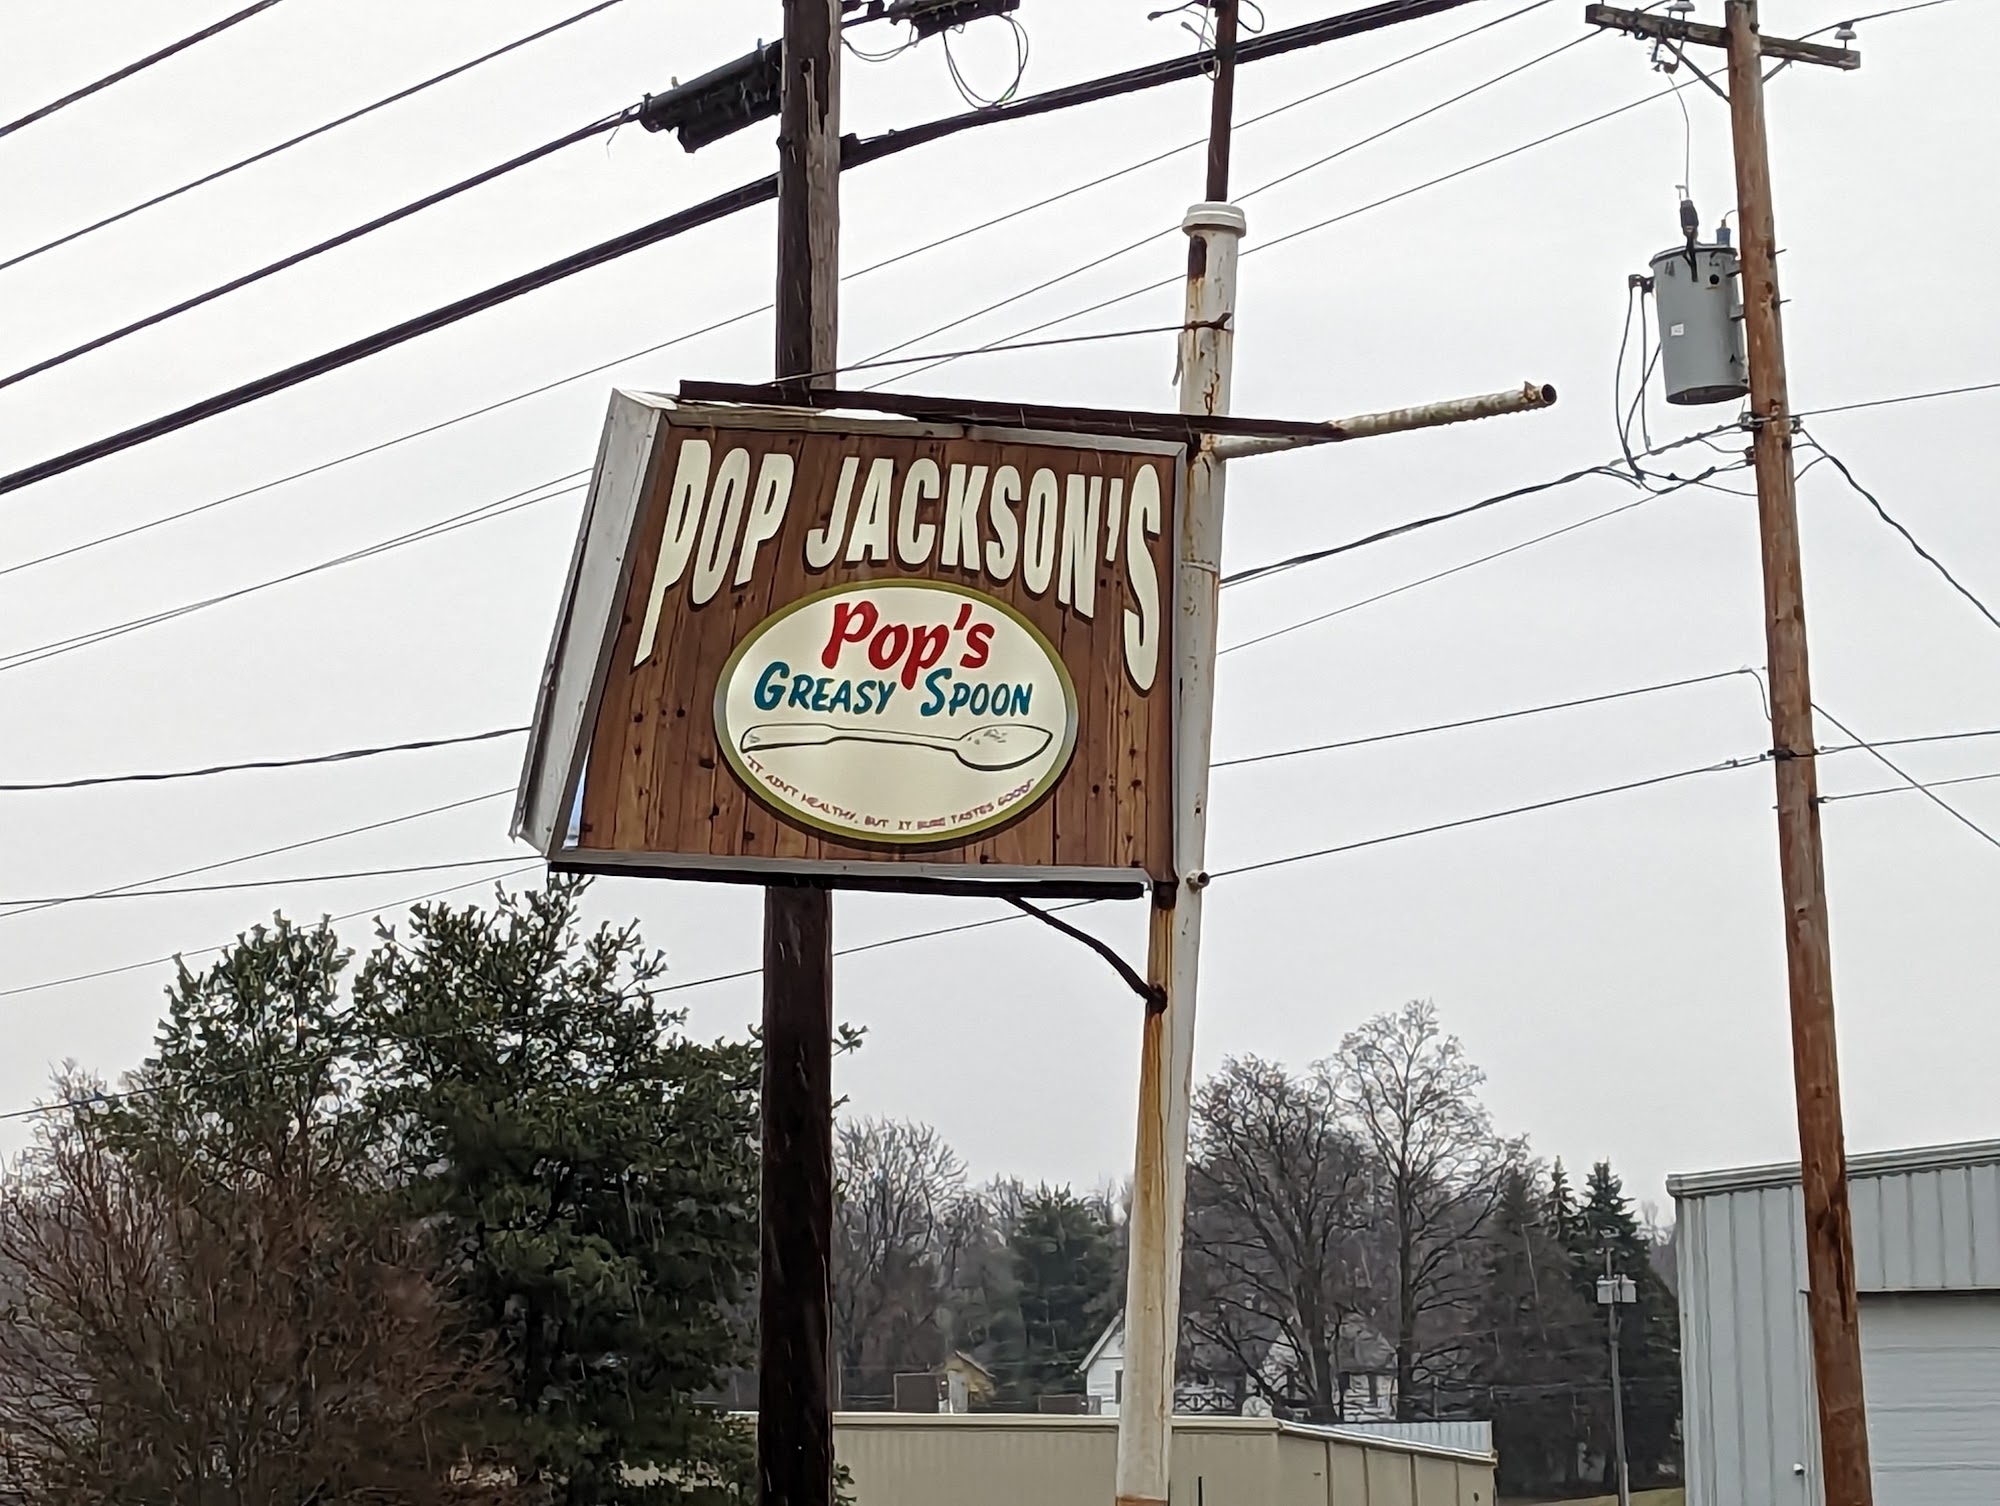 POP JACKSON'S
Pop's
GREASY SPOON
"IT AIN'T HEALTHY, BUT IT SURE TASTES GOOD!"